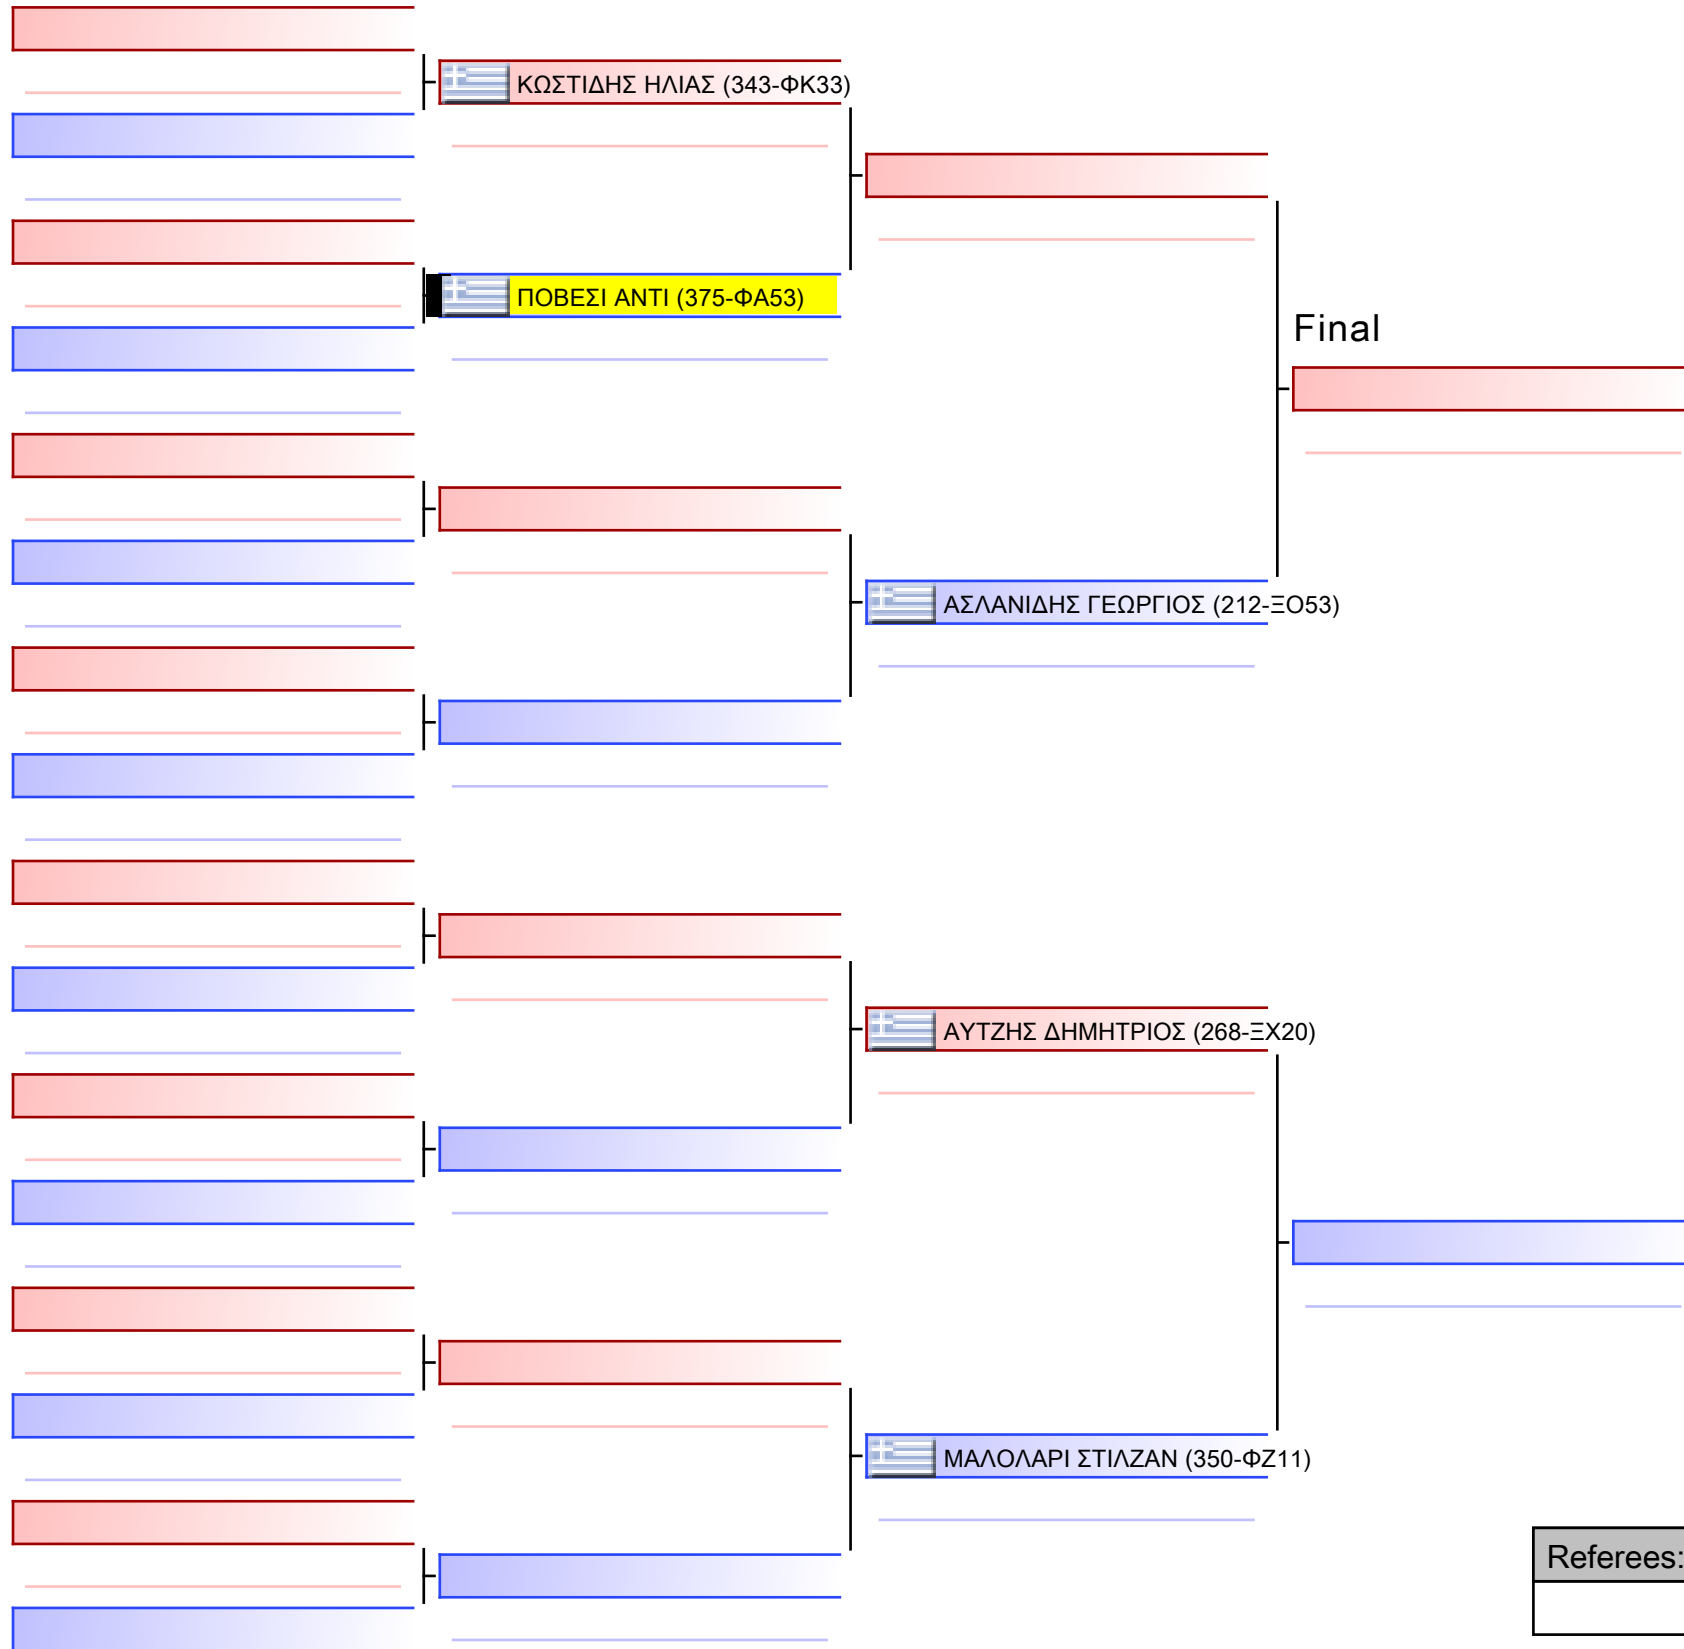 ΚΩΣΤΙΔΗΣ ΗΛΙΑΣ (343-ΦΚ33)
ΠΟΒΕΣΙ ΑΝΤΙ (375-ΦΑ53)
Final
ΑΣΛΑΝΙΔΗΣ ΓΕΩΡΓΙΟΣ (212-ΞΟ53)
ΑΥΤΖΗΣ ΔΗΜΗΤΡΙΟΣ (268-ΞΧ20)
ΜΑΛΟΛΑΡΙ ΣΤΙΛΖΑΝ (350-ΦΖ11)
Referees: